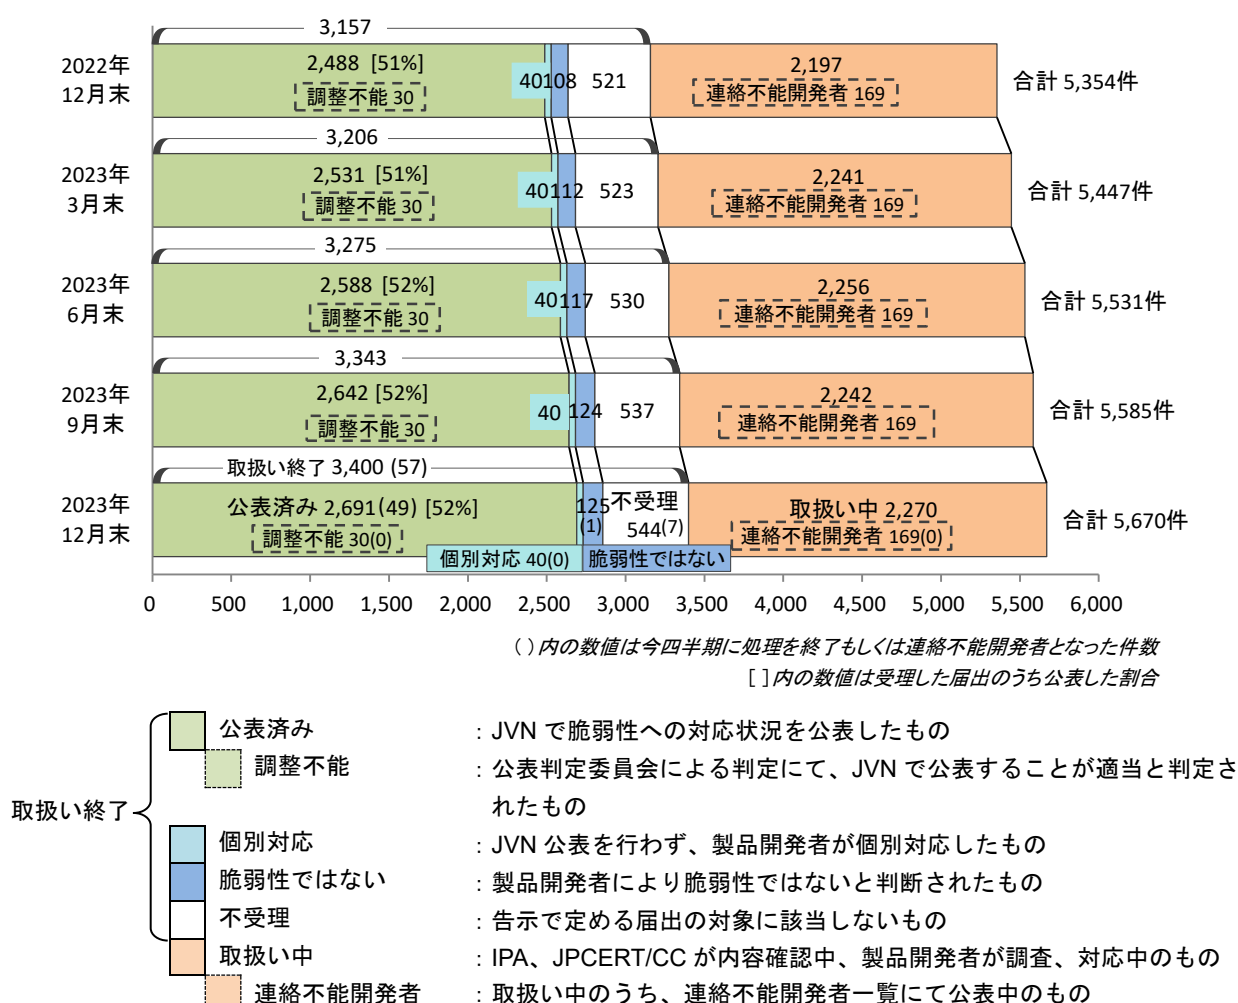 3,157
2022年
12月末
2,488 [51%]
調整不能 30
40
108
521
2,197
連絡不能開発者 169
合計 5,354件
3,206
2023年
3月末
2,531 [51%]
調整不能 30
40
112
523
2,241
連絡不能開発者 169
合計 5,447件
3,275
2023年
6月末
2,588 [52%]
調整不能 30
40
117
530
2,256
連絡不能開発者 169
合計 5,531件
3,343
2023年
9月末
2,642 [52%]
調整不能 30
40
124
537
2,242
連絡不能開発者 169
合計 5,585件
取扱い終了 3,400 (57)
2023年
12月末
公表済み 2,691(49) [52%]
調整不能 30(0)
125
(1)
不受理
544(7)
取扱い中 2,270
連絡不能開発者 169(0)
合計 5,670件
個別対応 40(0)
脆弱性ではない
0 500 1,000 1,500 2,000 2,500 3,000 3,500 4,000 4,500 5,000 5,500 6,000
( )内の数値は今四半期に処理を終了もしくは連絡不能開発者となった件数
[ ]内の数値は受理した届出のうち公表した割合
取扱い終了
公表済み : JVN で脆弱性への対応状況を公表したもの
調整不能 : 公表判定委員会による判定にて、JVN で公表することが適当と判定さ
れたもの
個別対応 : JVN 公表を行わず、製品開発者が個別対応したもの
脆弱性ではない : 製品開発者により脆弱性ではないと判断されたもの
不受理 : 告示で定める届出の対象に該当しないもの
取扱い中 : IPA、JPCERT/CC が内容確認中、製品開発者が調査、対応中のもの
連絡不能開発者 : 取扱い中のうち、連絡不能開発者一覧にて公表中のもの